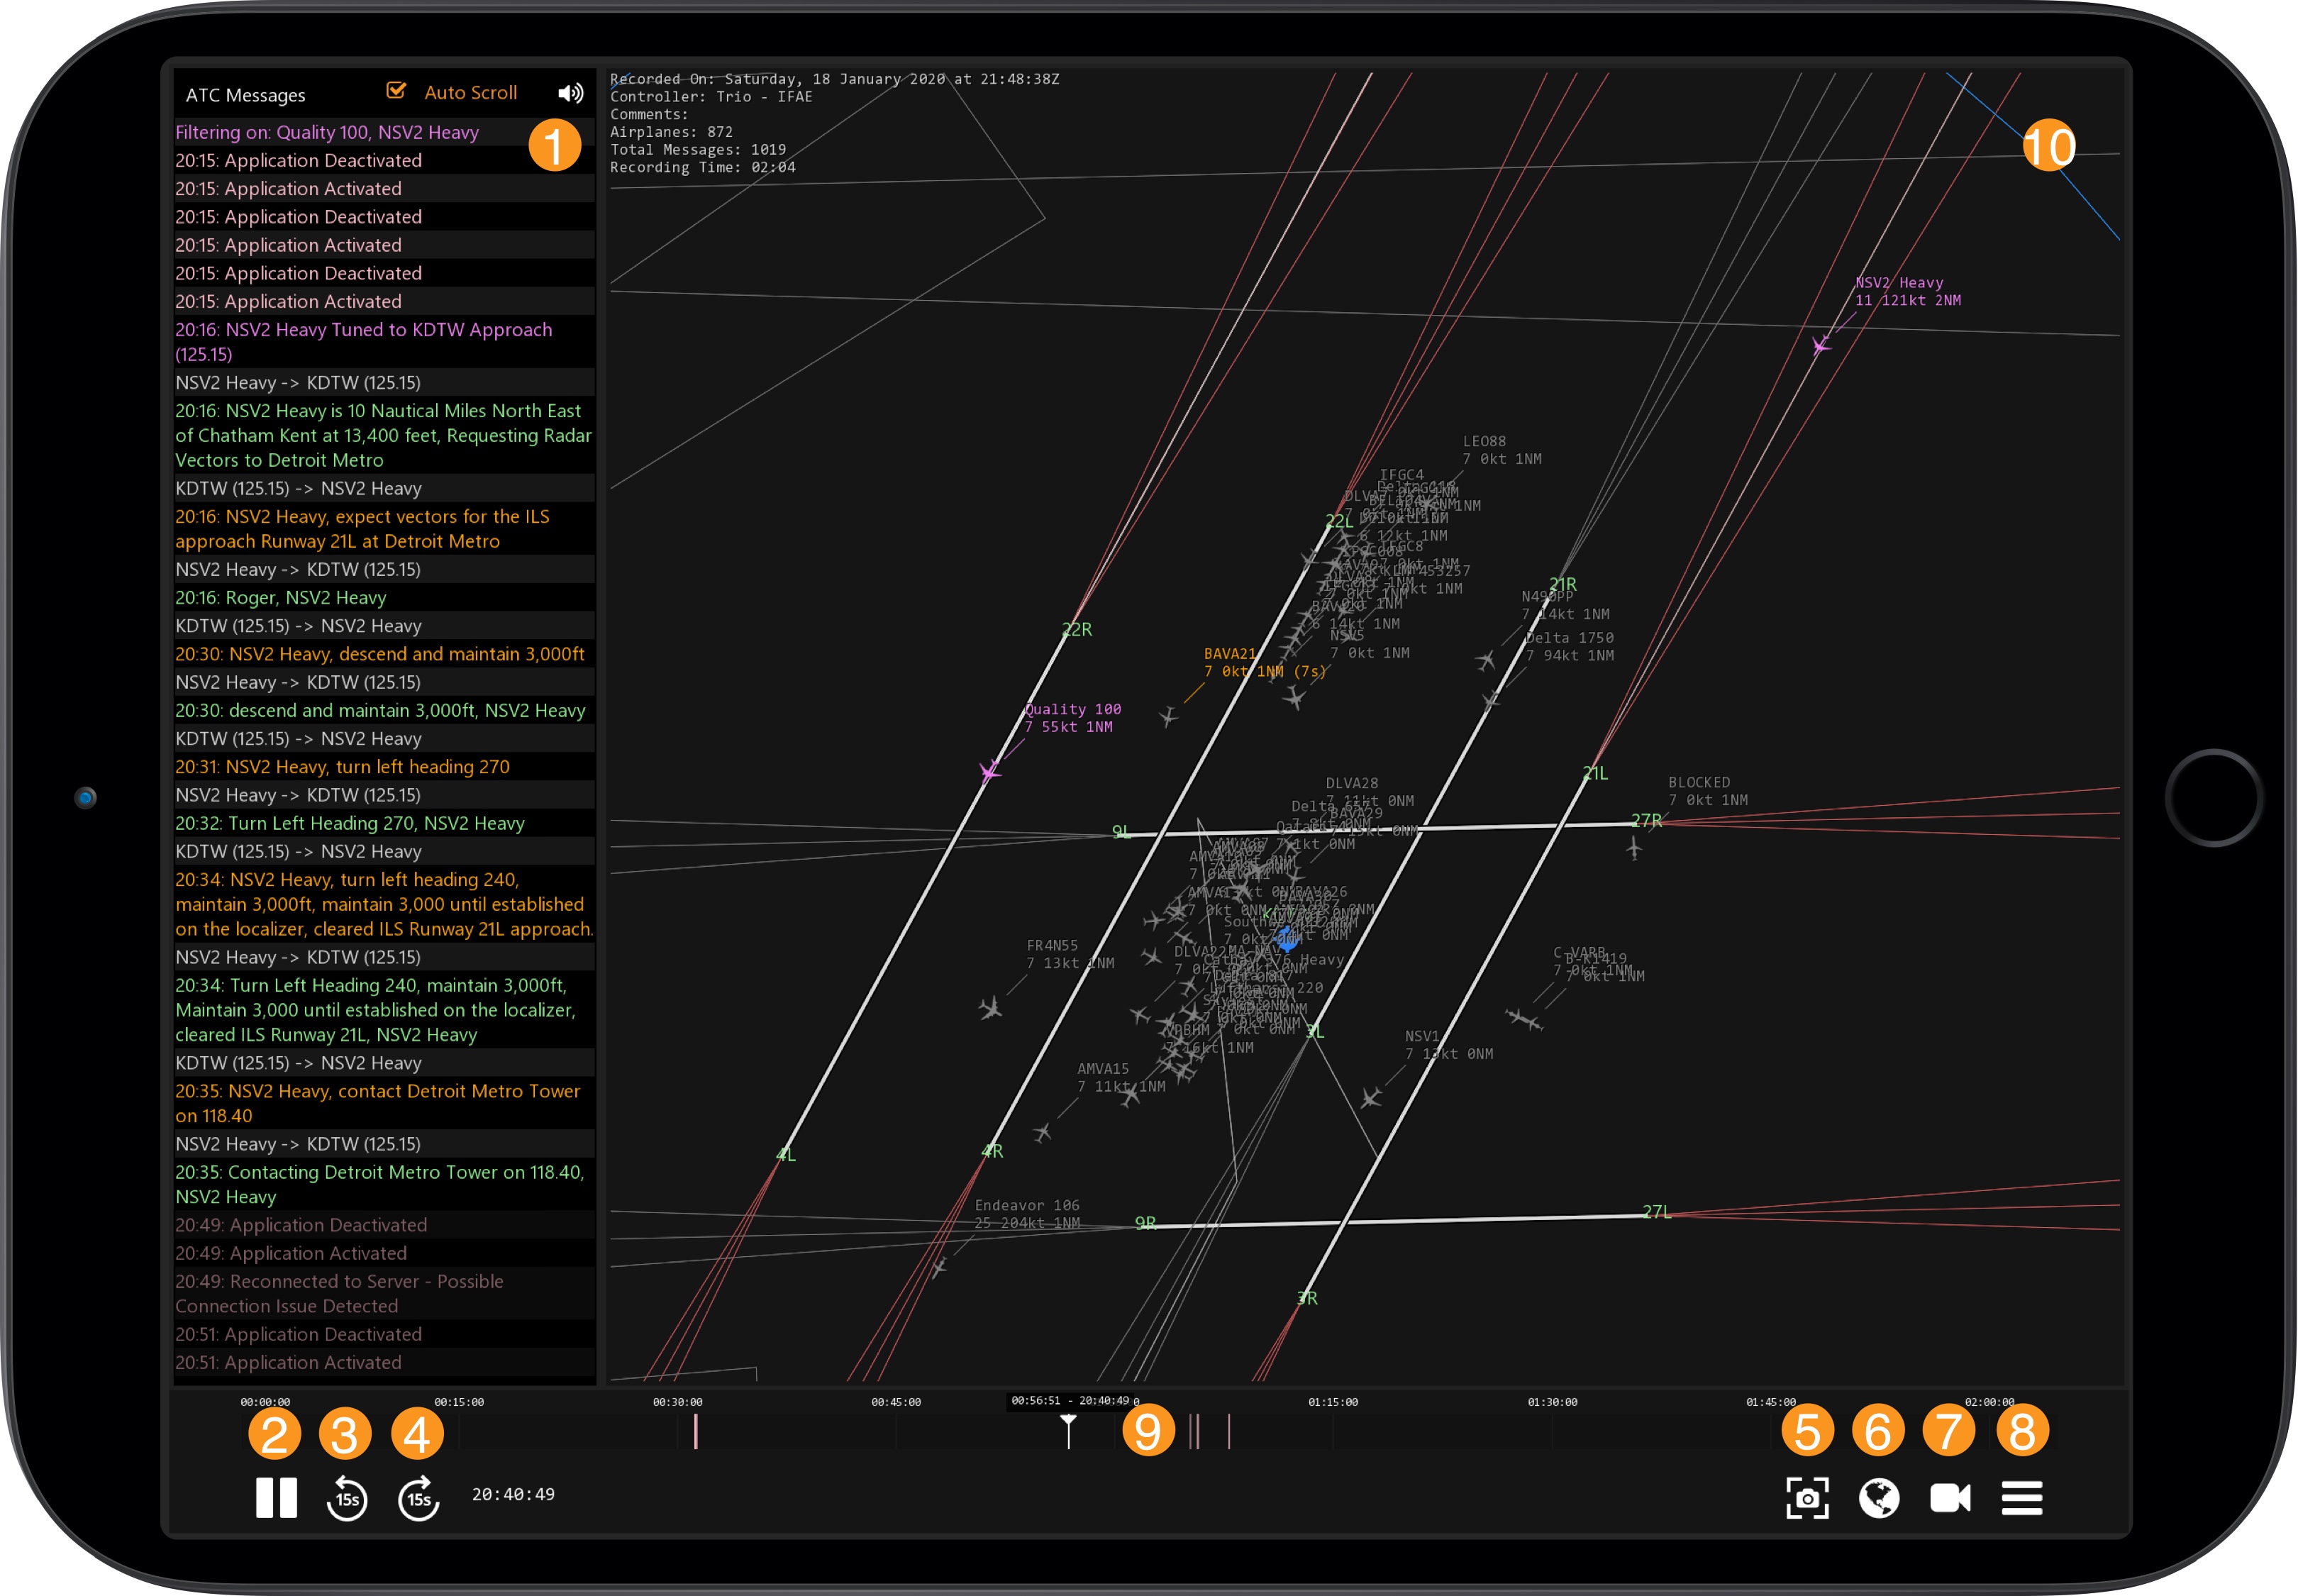 ATC Messages
Auto Scroll
1
Filtering on: Quality 100, NSV2 Heavy
20:15: Application Deactivated
20:15: Application Activated
20:15: Application Deactivated
20:15: Application Activated
20:15: Application Deactivated
20:15: Application Activated
20:16: NSV2 Heavy Tuned to KDTW Approach
(125.15)
NSV2 Heavy -> KDTW (125.15)
20:16: NSV2 Heavy is 10 Nautical Miles North East
of Chatham Kent at 13,400 feet, Requesting Radar
Vectors to Detroit Metro
KDTW (125.15) -> NSV2 Heavy
20:16: NSV2 Heavy, expect vectors for the ILS
approach Runway 21L at Detroit Metro
NSV2 Heavy -> KDTW (125.15)
20:16: Roger, NSV2 Heavy
KDTW (125.15) -> NSV2 Heavy
20:30: NSV2 Heavy, descend and maintain 3,000ft
NSV2 Heavy -> KDTW (125.15)
20:30: descend and maintain 3,000ft, NSV2 Heavy
KDTW (125.15) -> NSV2 Heavy
20:31: NSV2 Heavy, turn left heading 270
NSV2 Heavy -> KDTW (125.15)
20:32: Turn Left Heading 270, NSV2 Heavy
KDTW (125.15) -> NSV2 Heavy
20:34: NSV2 Heavy, turn left heading 240,
maintain 3,000ft, maintain 3,000 until established
on the localizer, cleared ILS Runway 21L approach.
NSV2 Heavy -> KDTW (125.15)
20:34: Turn Left Heading 240, maintain 3,000ft,
Maintain 3,000 until established on the localizer,
cleared ILS Runway 21L, NSV2 Heavy
KDTW (125.15) -> NSV2 Heavy
20:35: NSV2 Heavy, contact Detroit Metro Tower
on 118.40
NSV2 Heavy -> KDTW (125.15)
20:35: Contacting Detroit Metro Tower on 118.40,
NSV2 Heavy
20:49: Application Deactivated
20:49: Application Activated
20:49: Reconnected to Server - Possible
Connection Issue Detected
20:51: Application Deactivated
20:51: Application Activated
Recorded On: Saturday, 18 January 2020 at 21:48:38Z
Controller: Trio - IFAE
Comments:
Airplanes: 872
Total Messages: 1019
Recording Time: 02:04
10
NSV2 Heavy
11 121kt 2NM
LEO88
7 0kt 1NM
IFGC4
22L
21R
N490PP
7 14kt 1NM
22R
Delta 1750
7 94kt 1NM
6 14kt 1NM
NSV5
7 0kt 1NM
BAVA21
7 0kt 1NM (7s)
Quality 100
7 55kt 1NM
21L
BLOCKED
7 0kt 1NM
DLVA28
7 11kt 0NM
BAVA29
9L
27R
FR4N55
7 13kt 1NM
7 0kt 1NM
3L
NSV1
7 13kt 0NM
7 16kt 1NM
AMVA15
7 11kt 1NM
4L
4R
Endeavor 106
25 204kt 1NM
9R
27L
3R
00:00:00
00:15:00
00:30:00
00:45:00
00:56:51 - 20:40:49
01:15:00
01:30:00
01:45:00
02:00:00
2
3
4
9
5
6
7
8
15s
15s
20:40:49